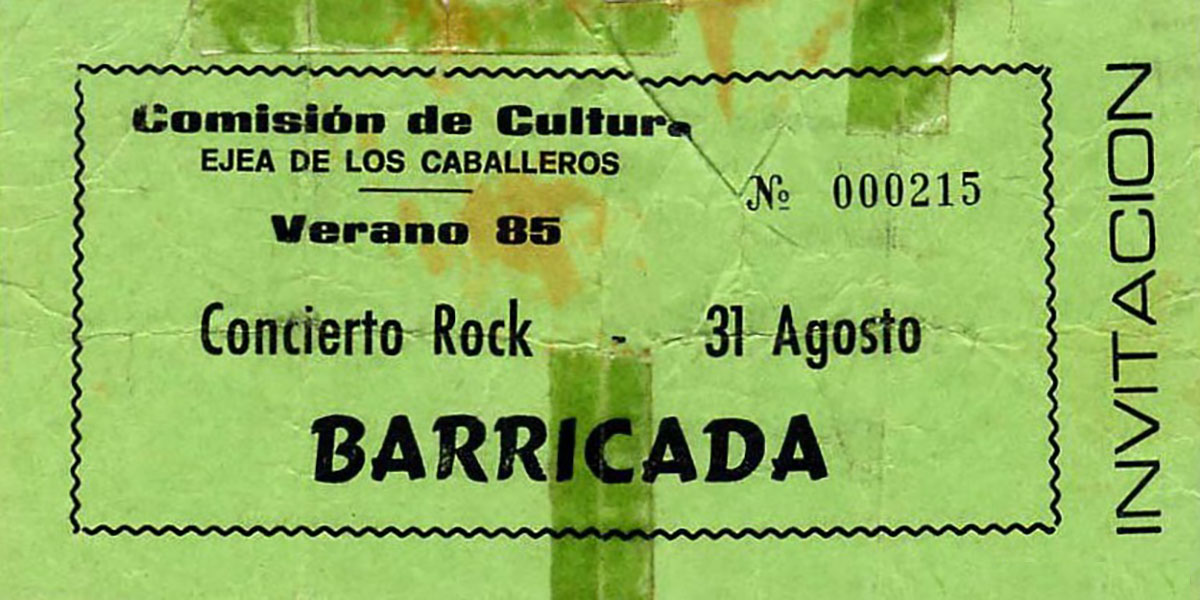 Comisión de Cultura
EJEA DE LOS CABALLEROS
Verano 85
Nº 000215
Concierto Rock - 31 Agosto
BARRICADA
INVITACION